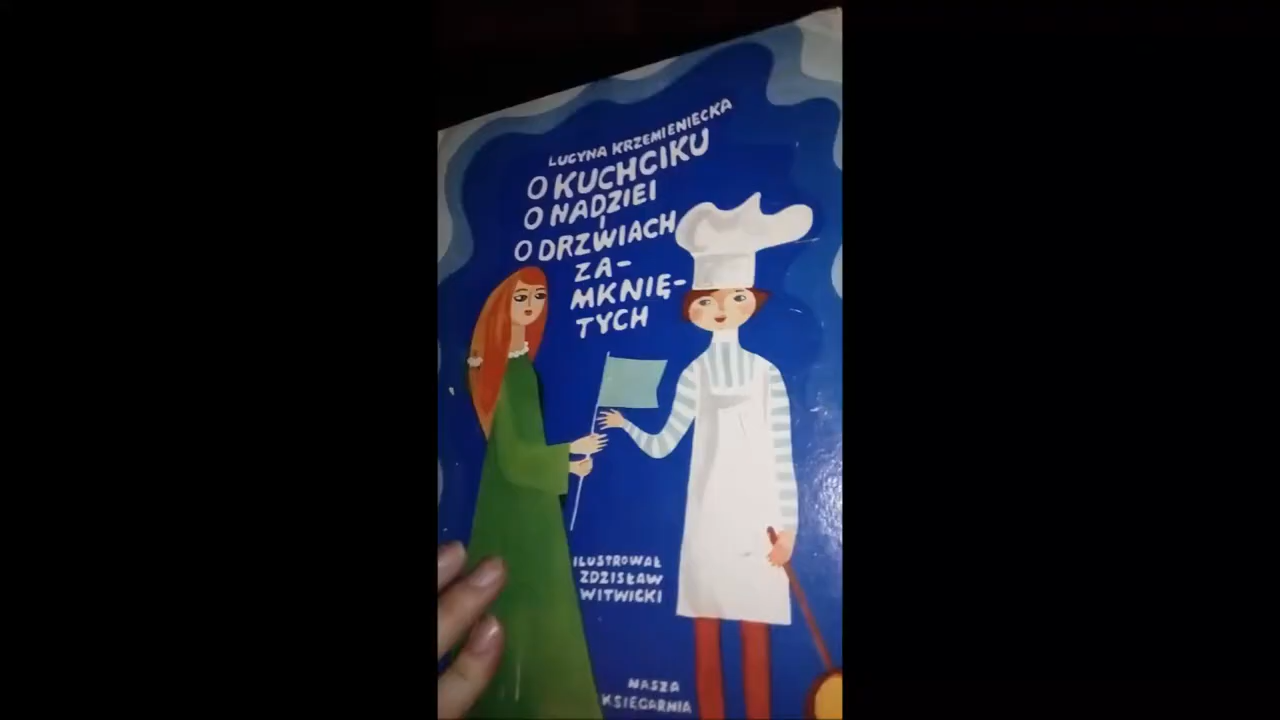 LUCYNA KRZEMIENIECKA
O KUCHCIKU
O NADZIEI
I
O DRZWIACH
ZA-
MKNIĘ-
TYCH
ILUSTROWAŁ
ZDZISŁAW
WITWICKI
NASZA
KSIĘGARNIA